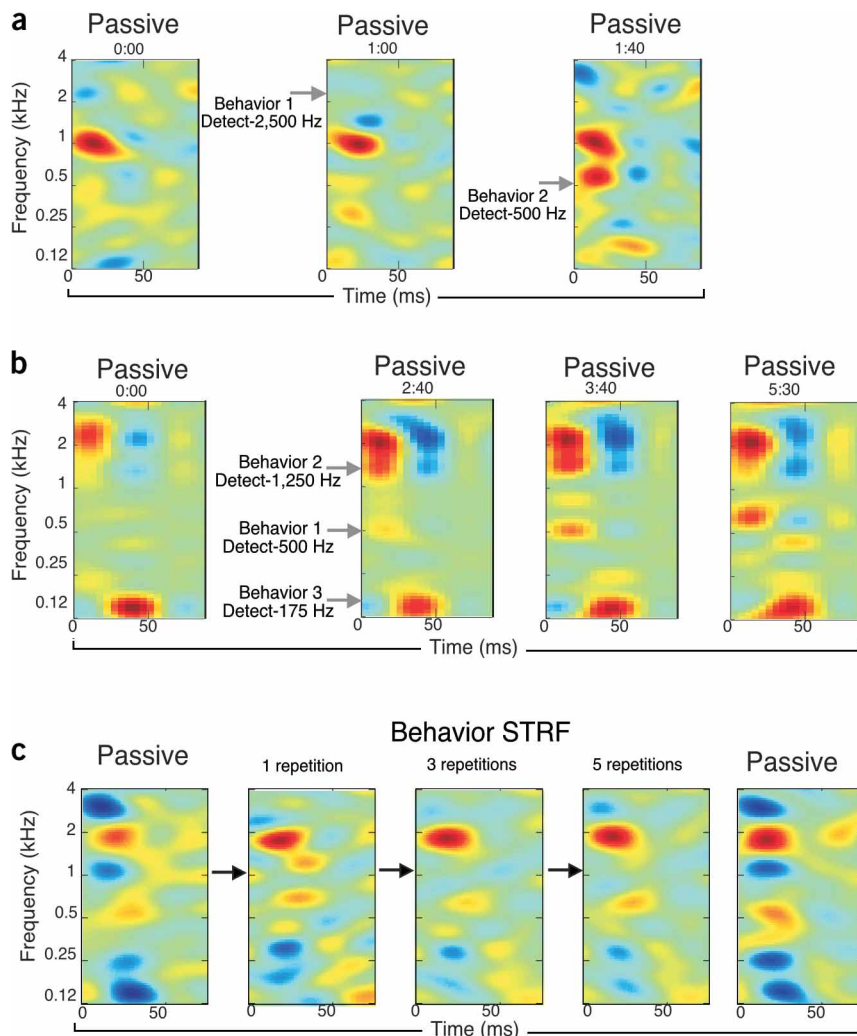 a
Passive
0:00
Passive
1:00
Passive
1:40
Frequency (kHz)
4
2
1
0.5
0.25
0.12
Behavior 1
Detect-2,500 Hz
Behavior 2
Detect-500 Hz
0
50
0
50
0
50
Time (ms)
b
Passive
0:00
Passive
2:40
Passive
3:40
Passive
5:30
Frequency (kHz)
4
2
1
0.5
0.25
0.12
Behavior 2
Detect-1,250 Hz
Behavior 1
Detect-500 Hz
Behavior 3
Detect-175 Hz
0
50
0
50
0
50
0
50
Time (ms)
c
Behavior STRF
Passive
1 repetition
3 repetitions
5 repetitions
Passive
Frequency (kHz)
4
2
1
0.5
0.25
0.12
0
50
0
50
0
50
0
50
0
50
Time (ms)